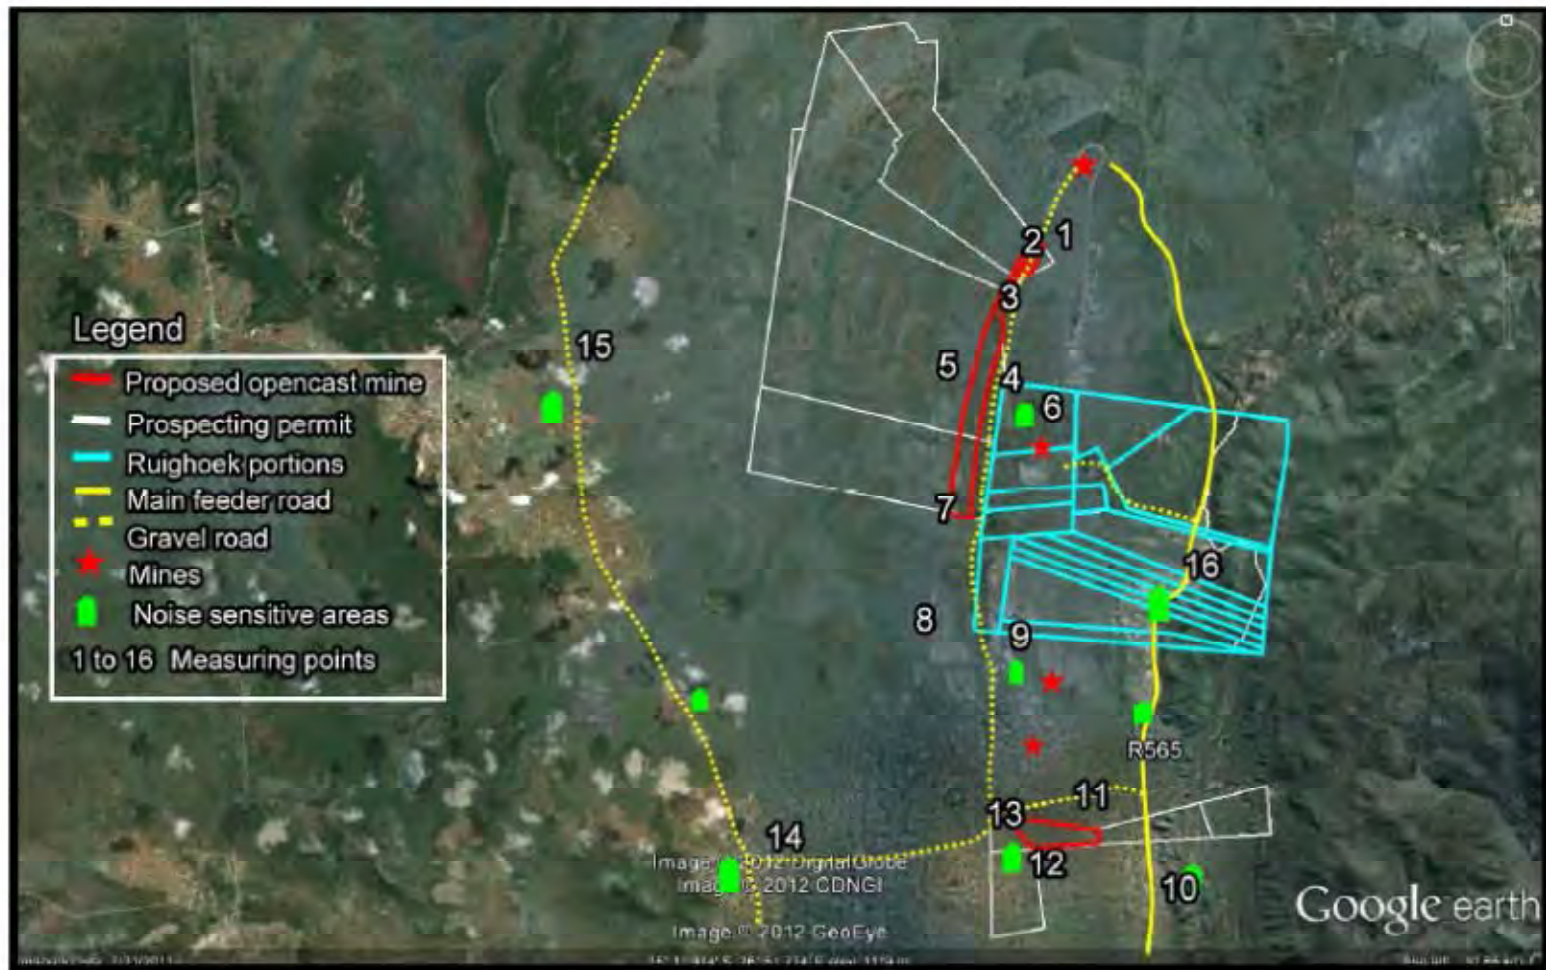 1
2
3
15
Legend
5
4
Proposed opencast mine
6
Prospecting permit
Ruighoek portions
Main feeder road
7
Gravel road
16
Mines
Noise sensitive areas
8
9
1 to 16 Measuring points
R565
11
13
14
12
10
Image © 2012 DigitalGlobe
Image © 2012 CDNGI
Google earth
Image © 2012 GeoEye